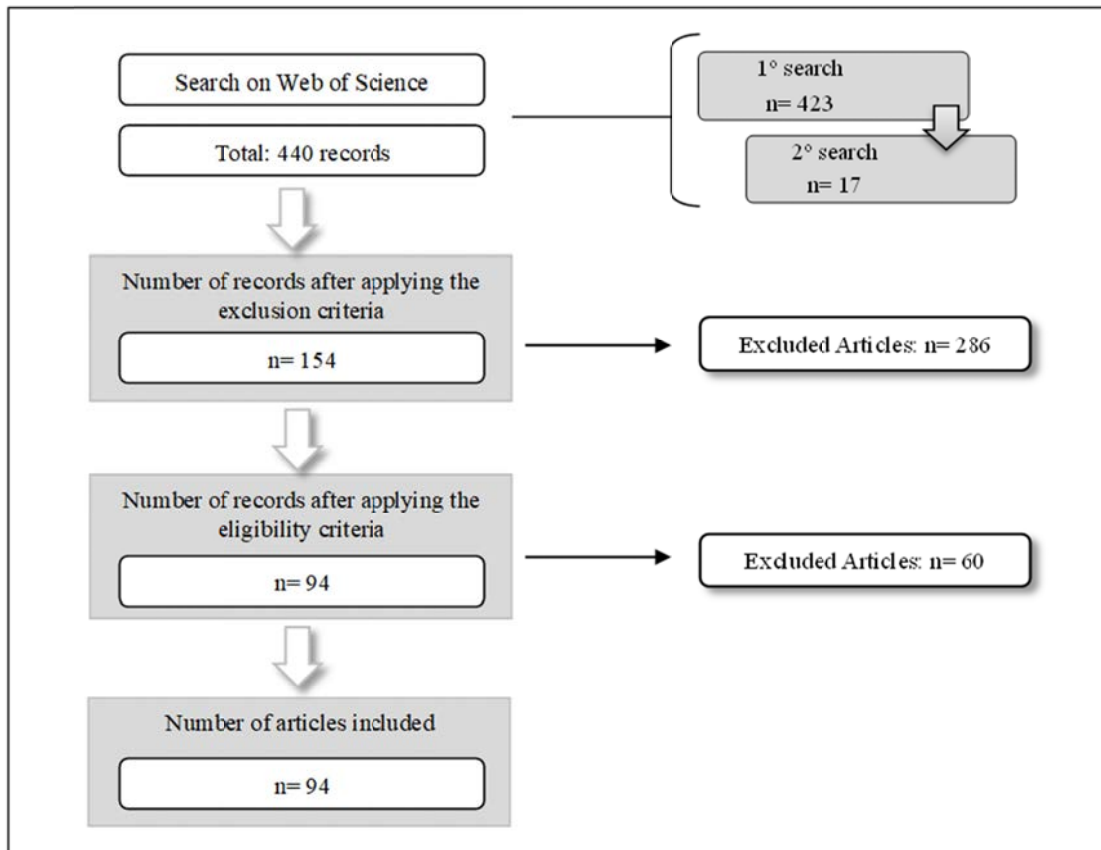 Search on Web of Science
Total: 440 records
1° search
n= 423
2° search
n= 17
Number of records after applying the
exclusion criteria
n= 154
Excluded Articles: n= 286
Number of records after applying the
eligibility criteria
n= 94
Excluded Articles: n= 60
Number of articles included
n= 94